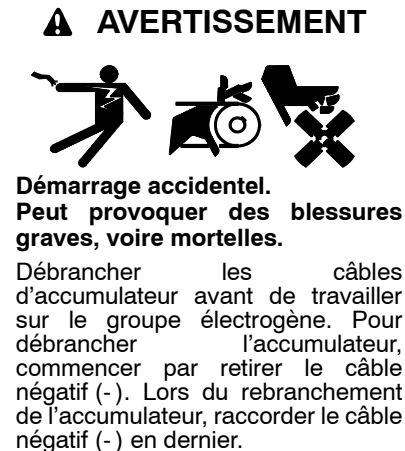 AVERTISSEMENT
Démarrage accidentel.
Peut provoquer des blessures
graves, voire mortelles.
Débrancher les câbles
d’accumulateur avant de travailler
sur le groupe électrogène. Pour
débrancher l’accumulateur,
commencer par retirer le câble
négatif (-). Lors du rebranchement
de l’accumulateur, raccorder le câble
négatif (-) en dernier.